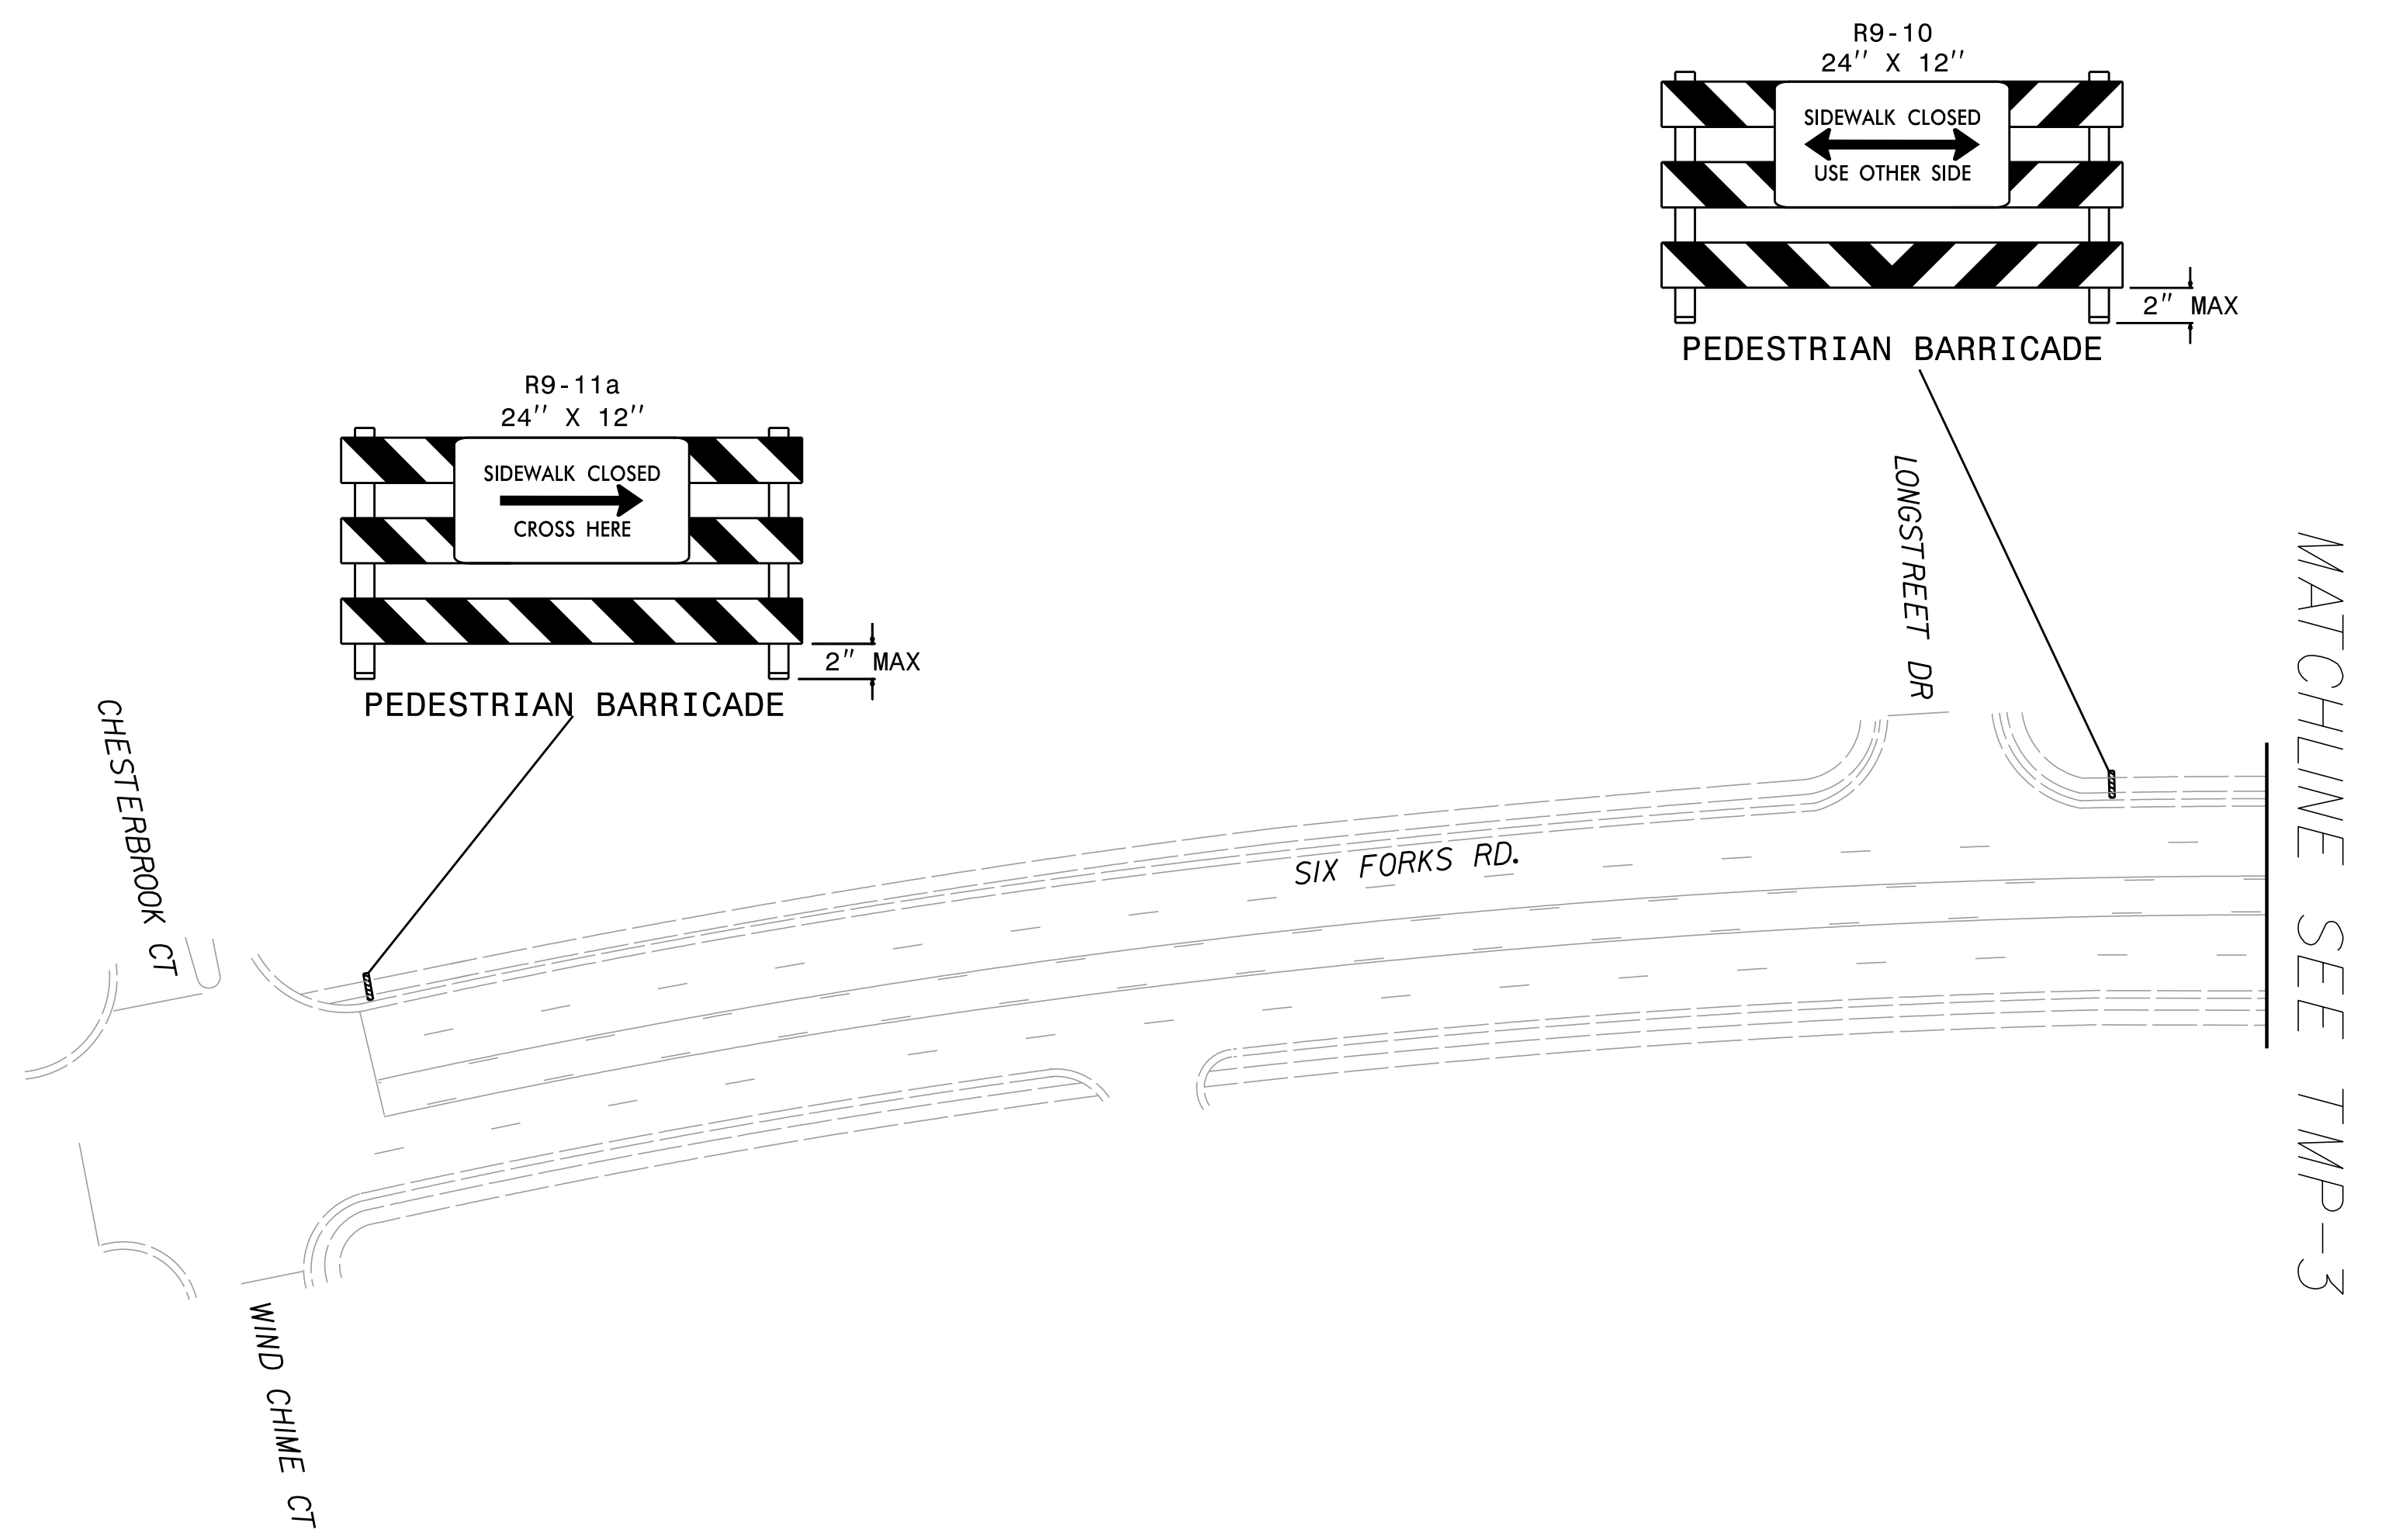 R9-10
24" X 12"
SIDEWALK CLOSED
USE OTHER SIDE
2" MAX
PEDESTRIAN BARRICADE
R9-11a
24" X 12"
SIDEWALK CLOSED
CROSS HERE
2" MAX
PEDESTRIAN BARRICADE
LONGSTREET DR
MATCHLINE SEE TMP-3
CHESTERBROOK CT
SIX FORKS RD.
WIND CHIME CT